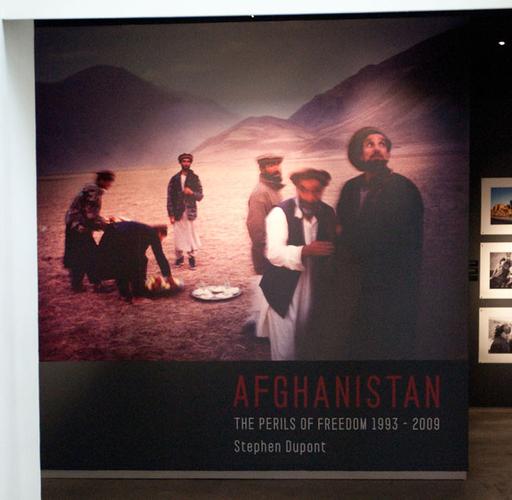 AFGHANISTAN
THE PERILS OF FREEDOM 1993 - 2009
Stephen Dupont